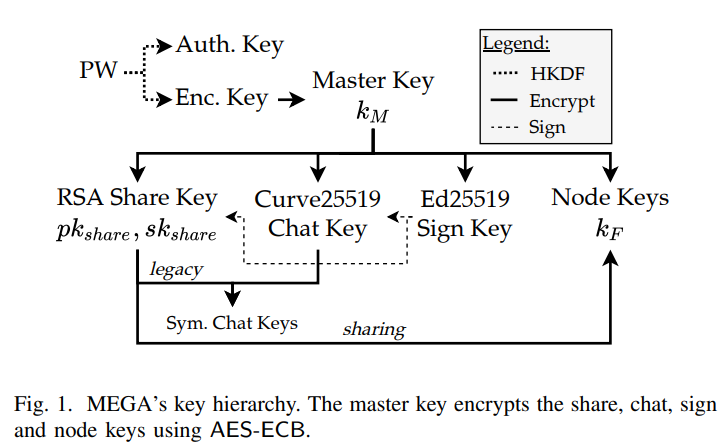 Auth. Key
PW
Enc. Key
Master Key
k_M
Legend:
HKDF
Encrypt
Sign
RSA Share Key
pk_share, sk_share
Curve25519
Chat Key
Ed25519
Sign Key
Node Keys
k_F
legacy
Sym. Chat Keys
sharing
Fig. 1. MEGA's key hierarchy. The master key encrypts the share, chat, sign
and node keys using AES-ECB.